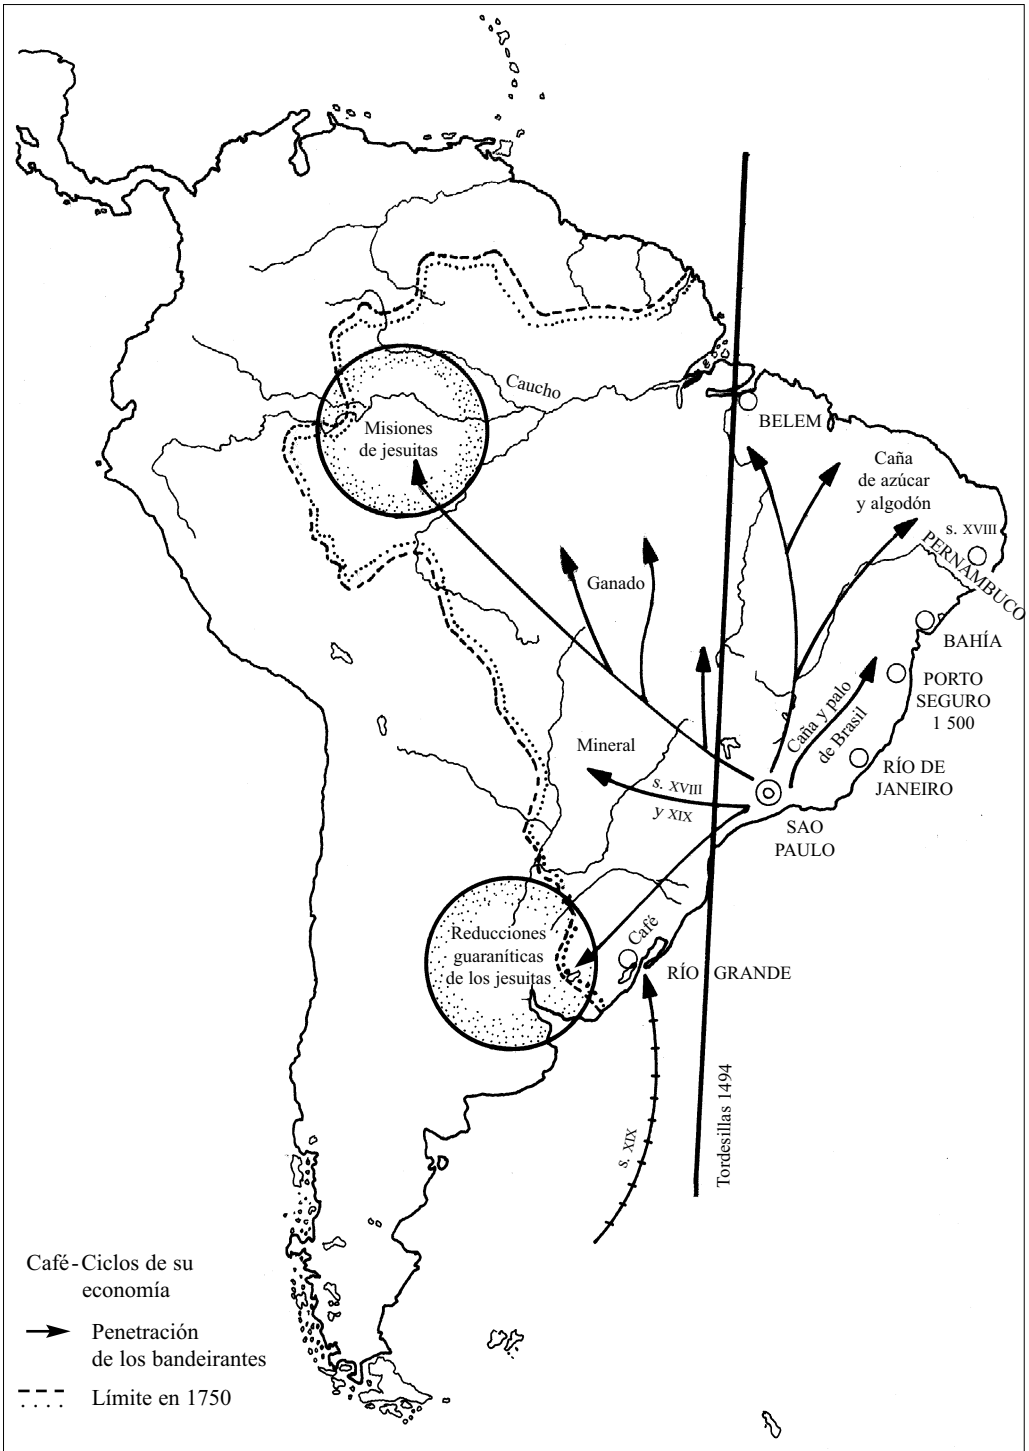 Caucho
Misiones
de jesuitas
BELEM
Caña
de azúcar
y algodón
s. XVIII
PERNAMBUCO
Ganado
BAHÍA
PORTO
SEGURO
1 500
Caña y palo
de Brasil
Mineral
RÍO DE
JANEIRO
s. XVIII
y XIX
SAO
PAULO
Reducciones
guaraníticas
de los jesuitas
Café
RÍO GRANDE
Tordesillas 1494
s. XIX
Café-Ciclos de su
economía
Penetración
de los bandeirantes
Límite en 1750